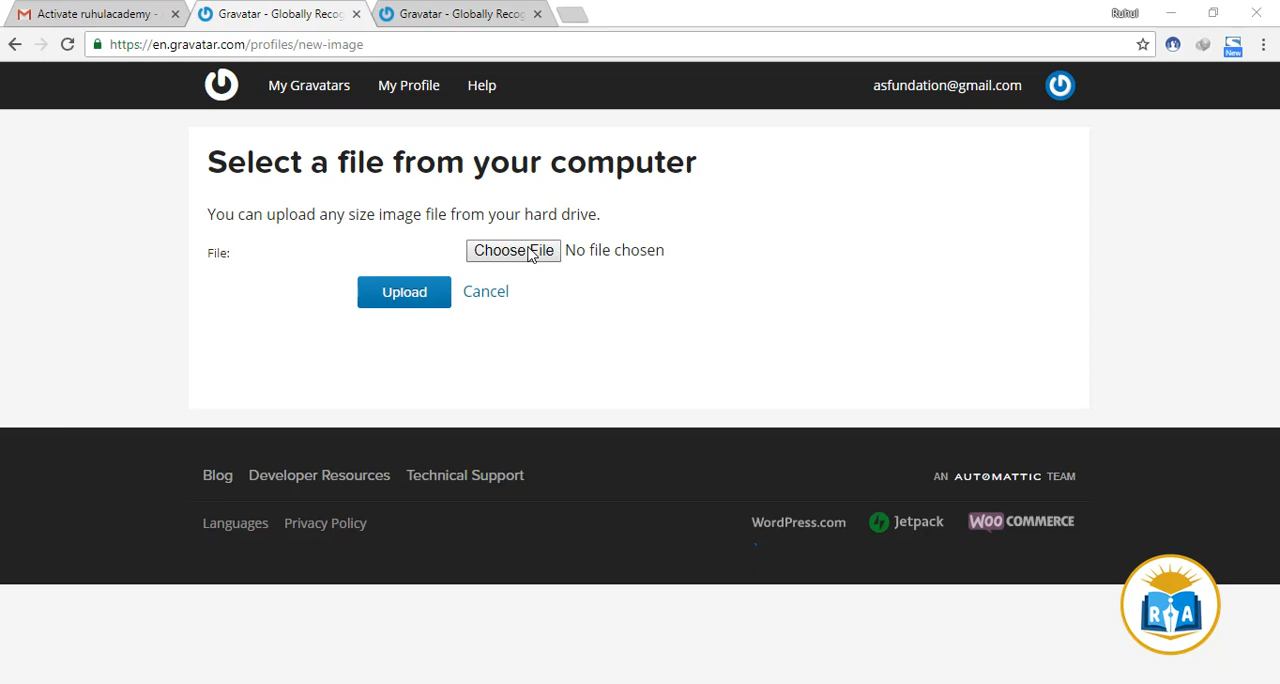 Activate ruhulacademy -
Gravatar - Globally Recog
Gravatar - Globally Recog
Ruhul
https://en.gravatar.com/profiles/new-image
New
My Gravatars My Profile Help asfundation@gmail.com
Select a file from your computer
You can upload any size image file from your hard drive.
File: Choose File No file chosen
Upload Cancel
Blog Developer Resources Technical Support AN AUTOMATTIC TEAM
Languages Privacy Policy WordPress.com Jetpack WOO COMMERCE
R A